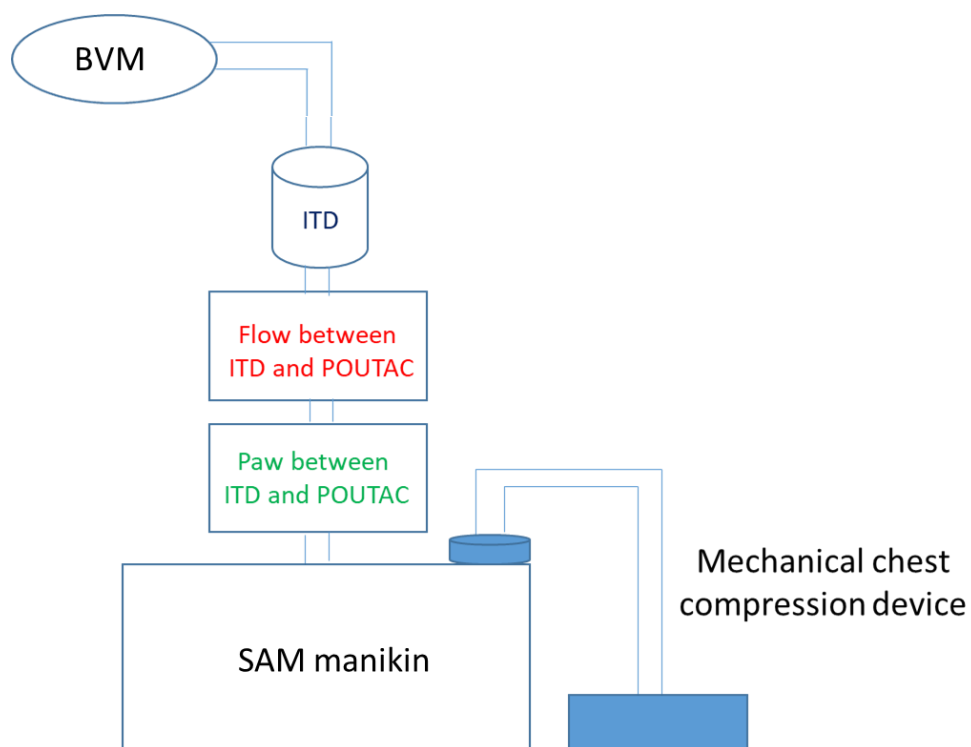 BVM
ITD
Flow between
ITD and POUTAC
Paw between
ITD and POUTAC
Mechanical chest
compression device
SAM manikin